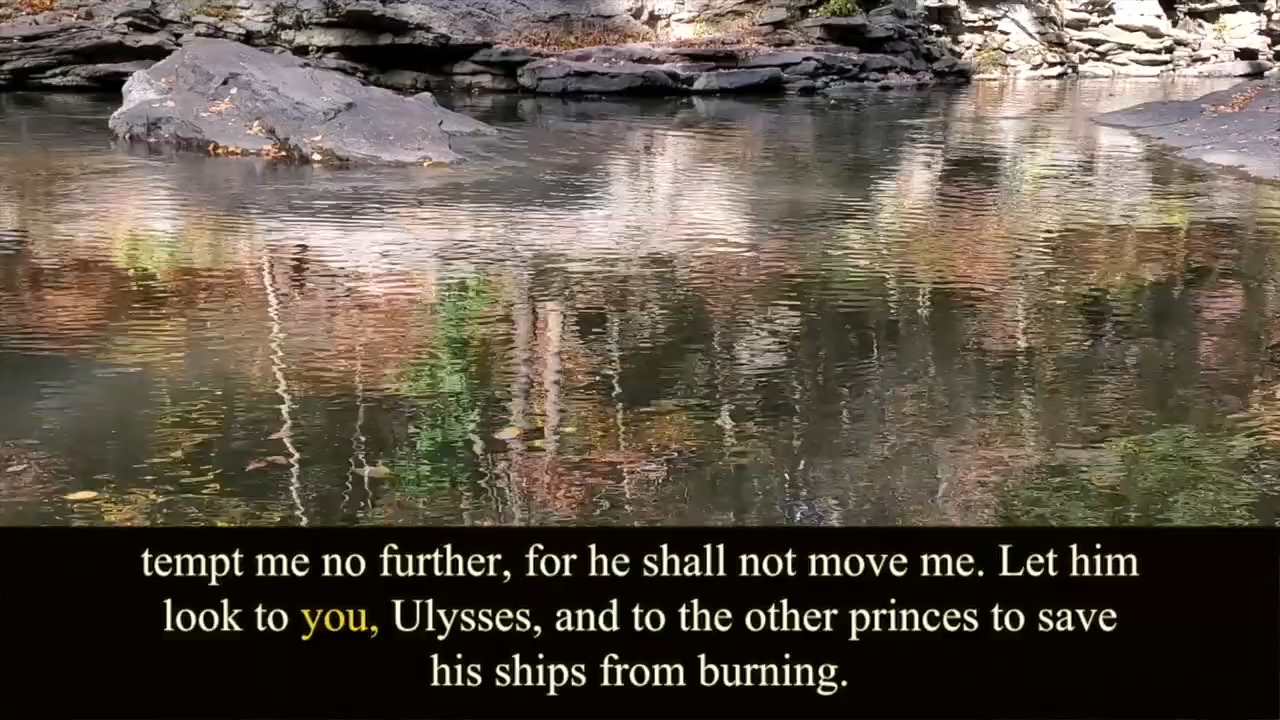 tempt me no further, for he shall not move me. Let him
look to you, Ulysses, and to the other princes to save
his ships from burning.